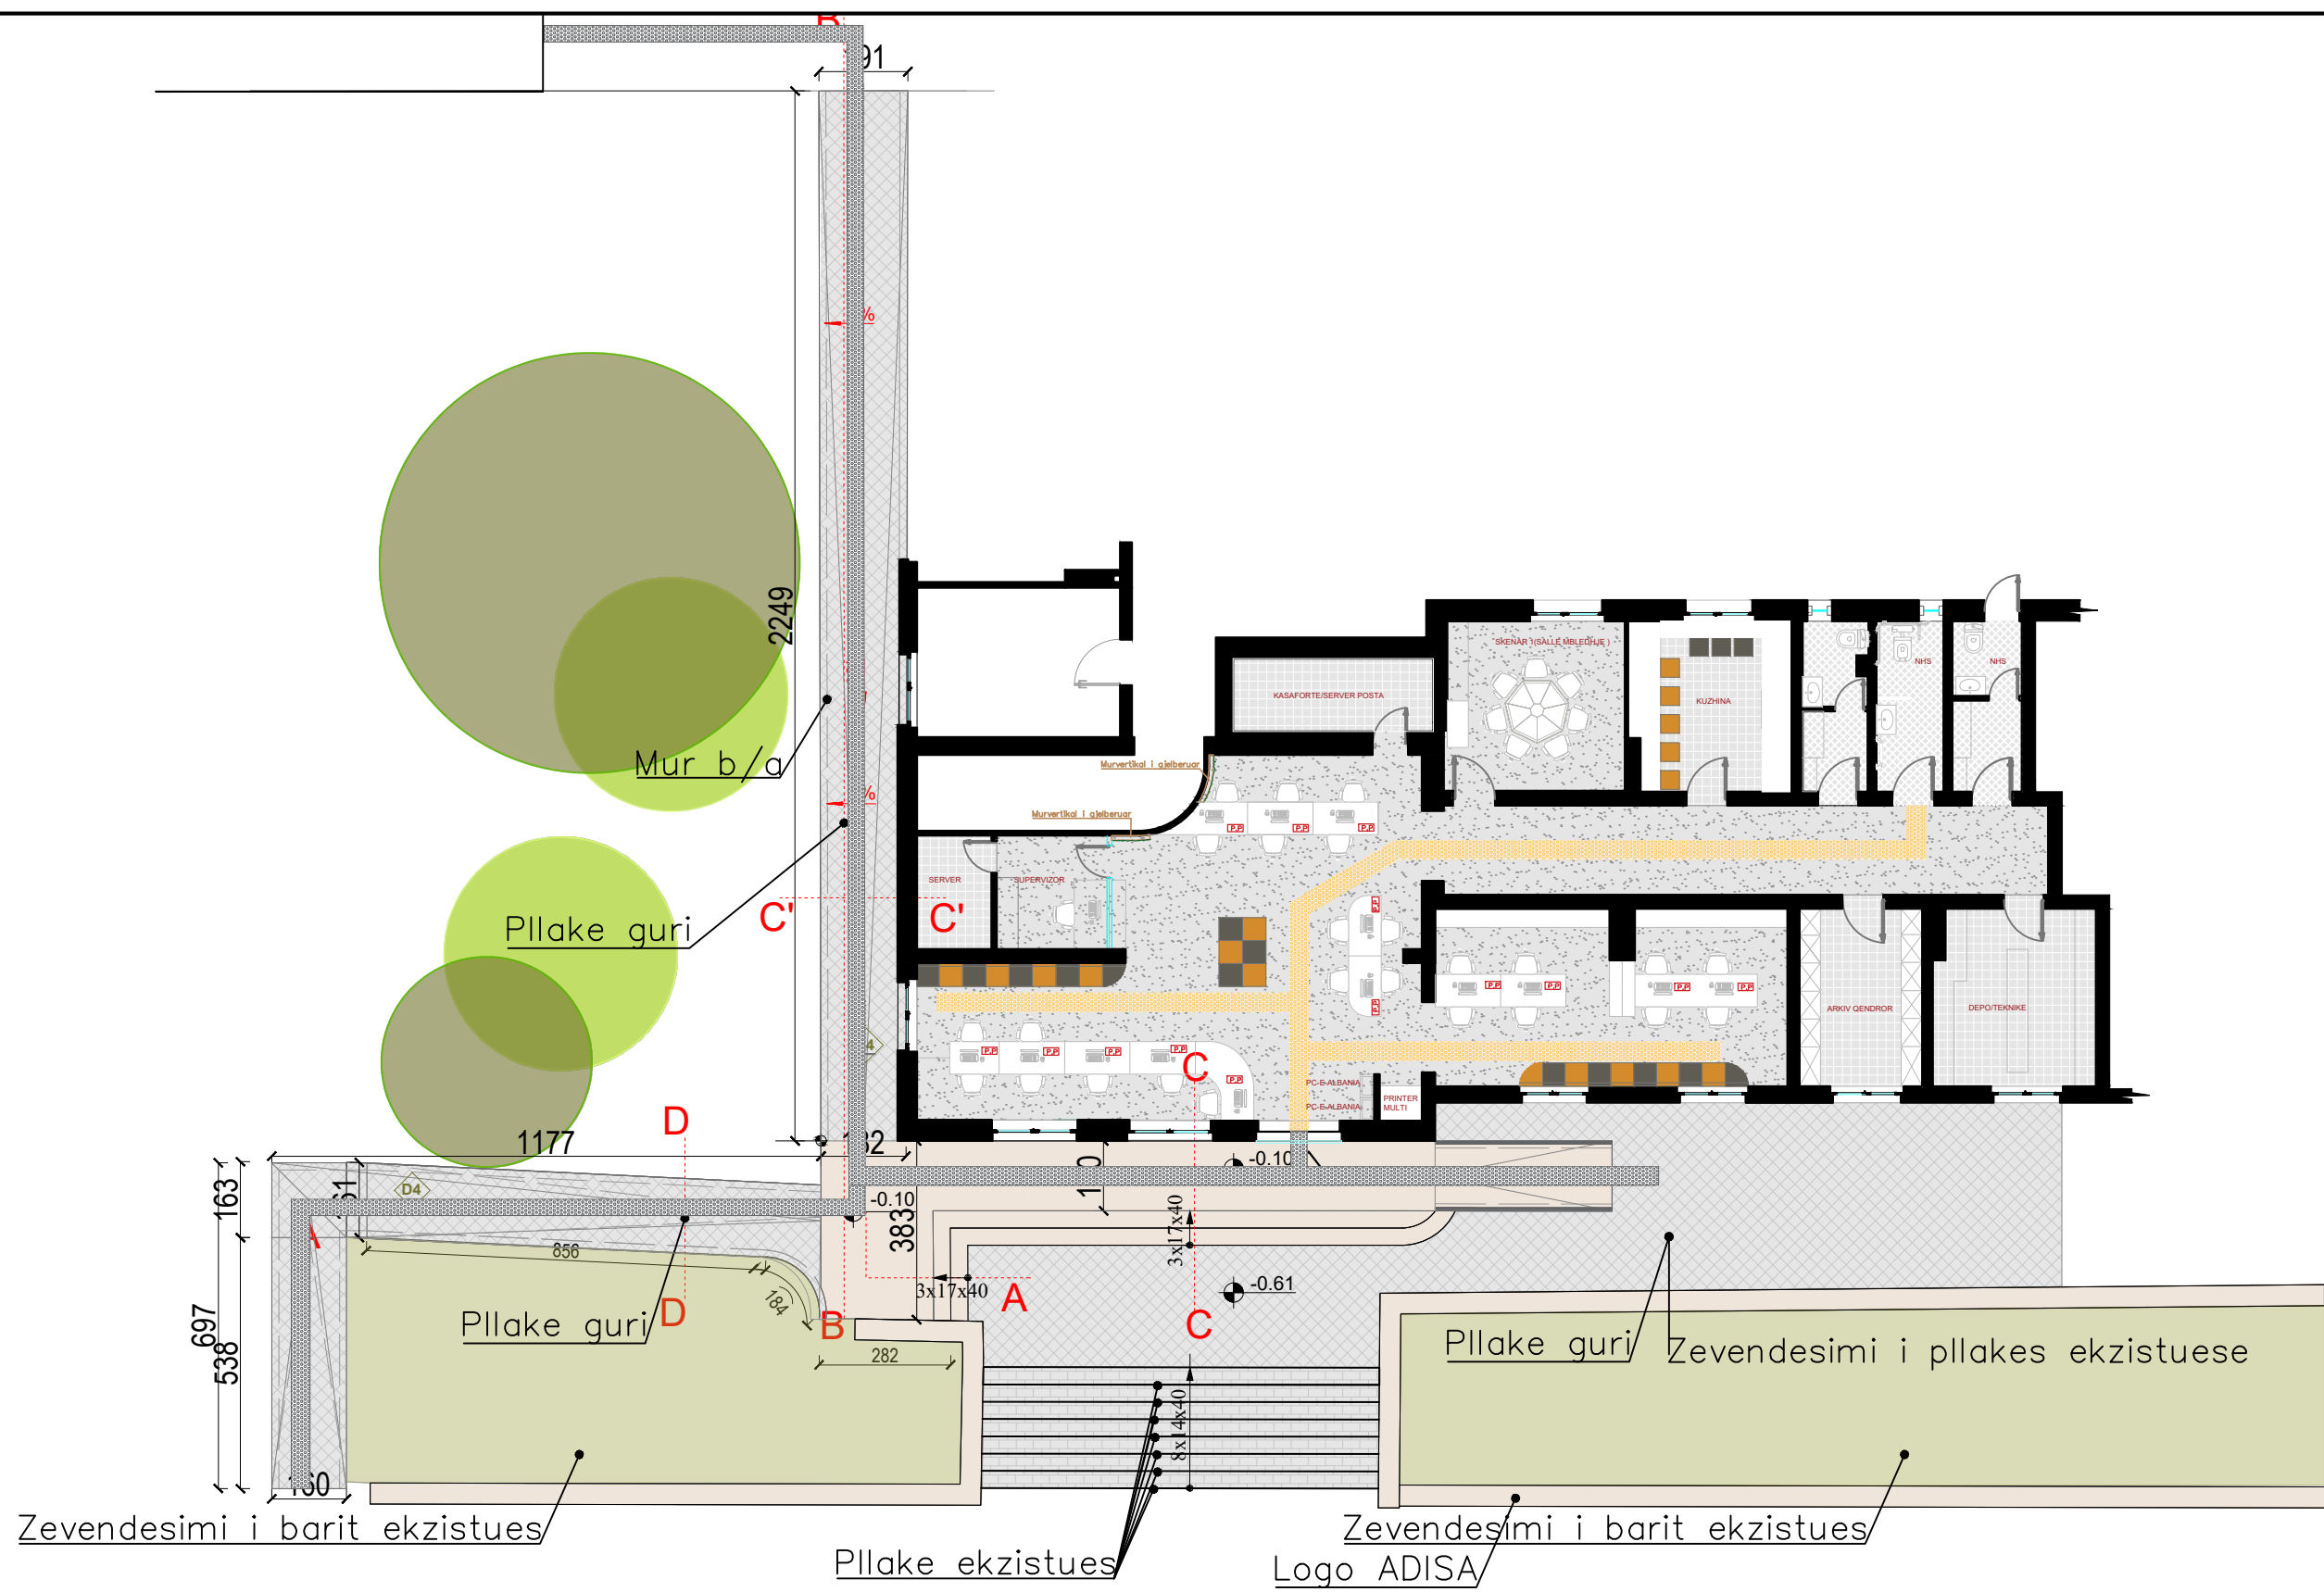 B
91
%
2249
Mur b/a
%
Pllake guri
C'
C'
SKENAR 1(SALLE MBLEDHJE )
KASAFORTE/SERVER POSTA
KUZHINA
NHS
NHS
Murvertikal i gjelberuar
Murvertikal i gjelberuar
P.P
P.P
P.P
SERVER
SUPERVIZOR
P.P
P.P
P.P
P.P
P.P
P.P
ARKIV QENDROR
DEPO/TEKNIKE
P.P
P.P
P.P
P.P
P.P
C
PC-E-ALBANIA
PC-E-ALBANIA
PRINTER
MULTI
D
1177
163
D4
-0.10
-0.10
383
3x17x40
A
856
184
3x17x40
A
-0.61
697
538
Pllake guri
D
B
C
282
Pllake guri
Zevendesimi i pllakes ekzistuese
8x14x40
160
Zevendesimi i barit ekzistues
Pllake ekzistues
Zevendesimi i barit ekzistues
Logo ADISA